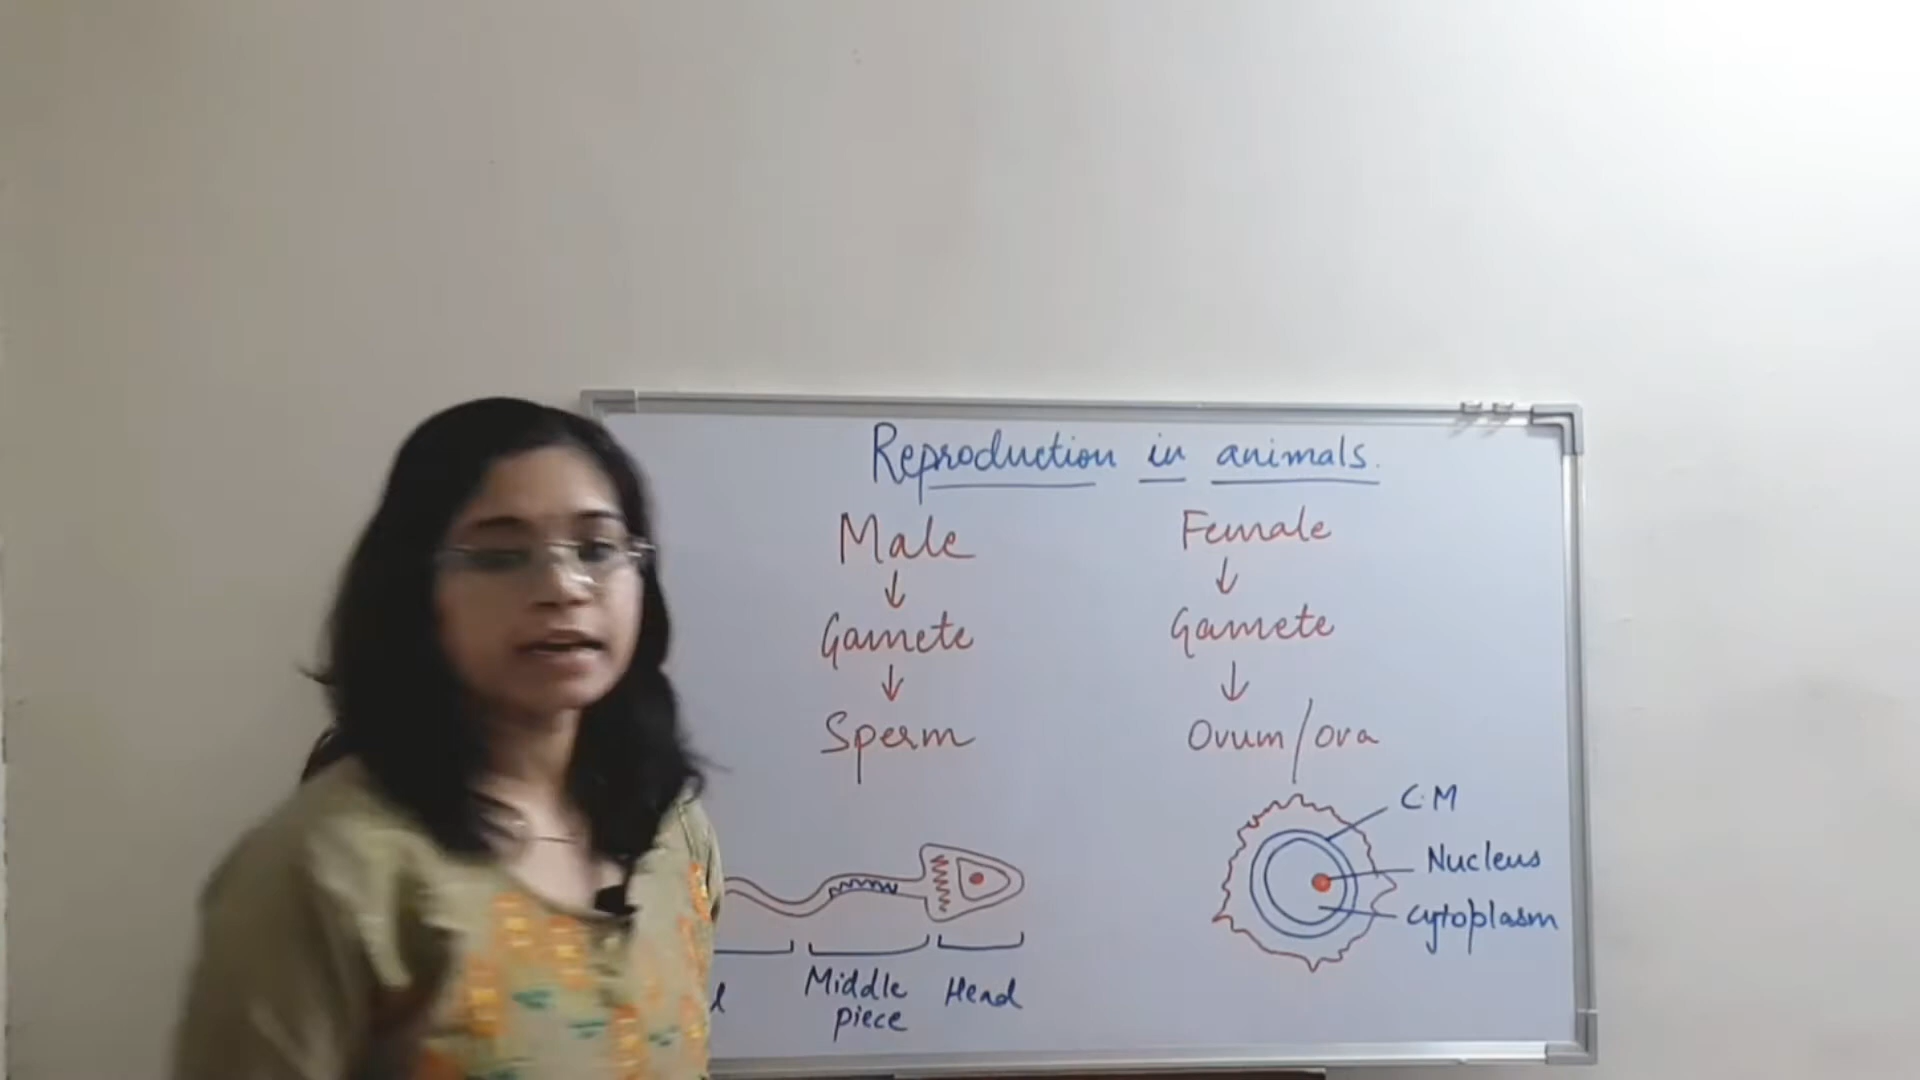 Reproduction in animals.
Male
Female
Gamete
Gamete
Sperm
Ovum/ova
C.M
Nucleus
cytoplasm
Middle piece
Head